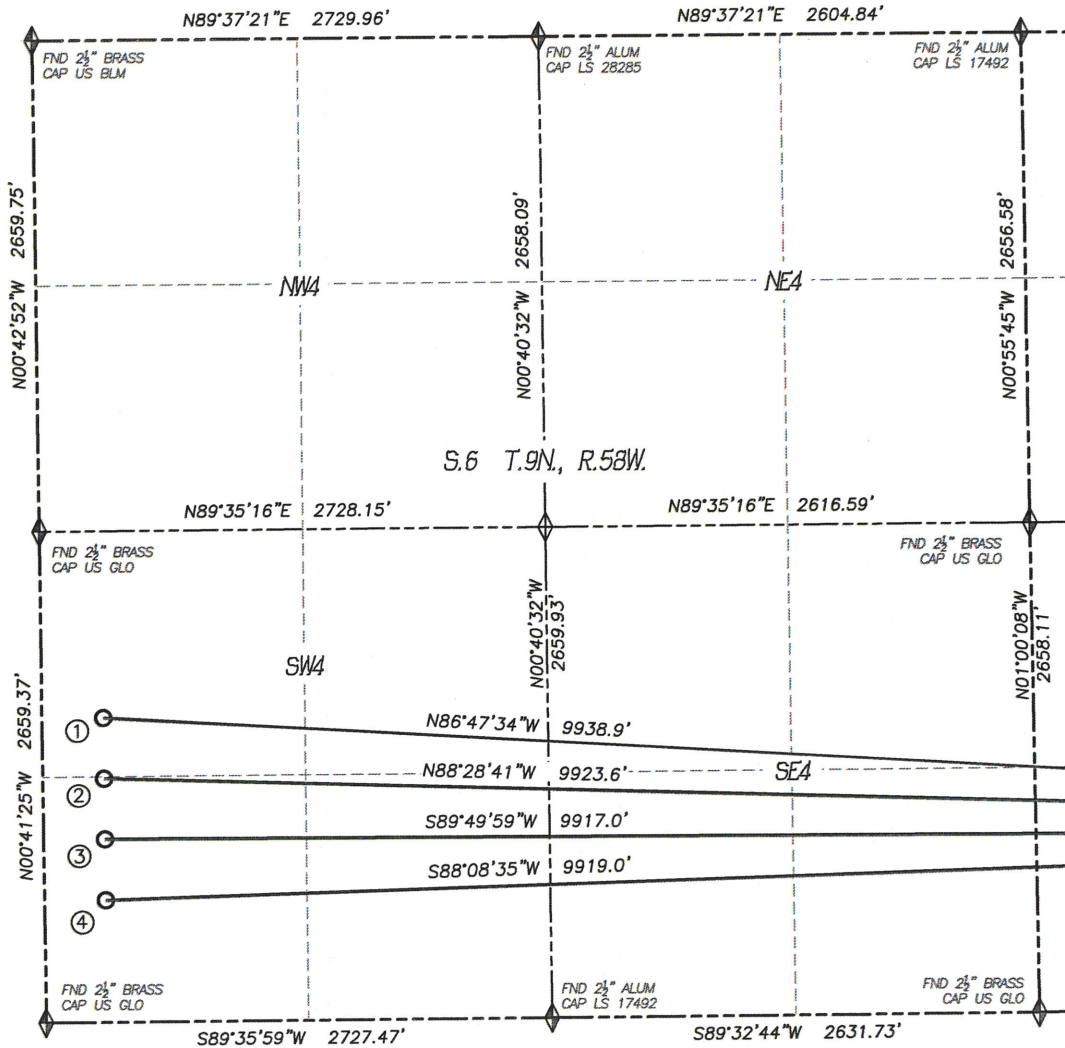 N89°37'21"E 2729.96'
N89°37'21"E 2604.84'
FND 2½" BRASS
CAP US BLM
FND 2½" ALUM
CAP LS 28285
FND 2½" ALUM
CAP LS 17492
N00°42'52"W 2659.75'
N00°40'32"W 2658.09'
N00°55'45"W 2656.58'
NW4
NE4
S.6 T.9N., R.58W.
N89°35'16"E 2728.15'
N89°35'16"E 2616.59'
FND 2½" BRASS
CAP US GLO
FND 2½" BRASS
CAP US GLO
N00°41'25"W 2659.37'
N00°40'32"W
2659.93'
N01°00'08"W
2658.11'
SW4
SE4
1
N86°47'34"W 9938.9'
2
N88°28'41"W 9923.6'
3
S89°49'59"W 9917.0'
4
S88°08'35"W 9919.0'
FND 2½" BRASS
CAP US GLO
FND 2½" ALUM
CAP LS 17492
FND 2½" BRASS
CAP US GLO
S89°35'59"W 2727.47'
S89°32'44"W 2631.73'